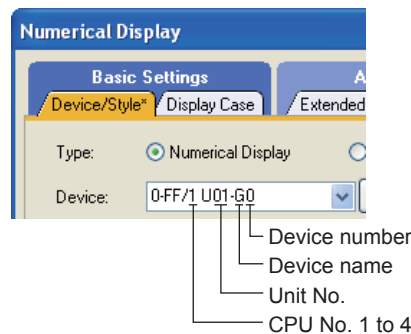 Numerical Display
Basic Settings
A
Device/Style* Display Case Extended
Type: Numerical Display
Device: 0-FF/1 U01-G0
Device number
Device name
Unit No.
CPU No. 1 to 4